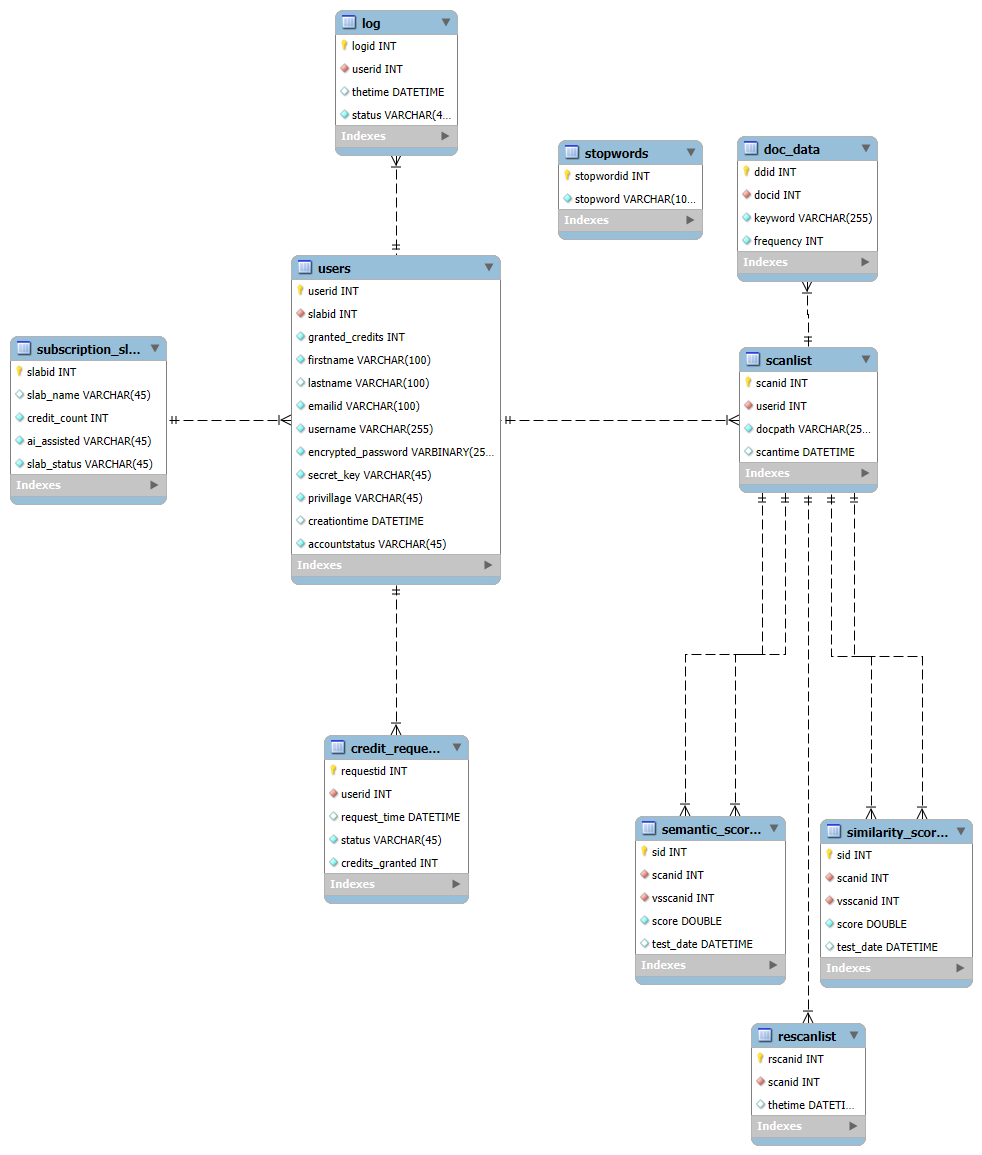 log
logid INT
userid INT
thetime DATETIME
status VARCHAR(4...
Indexes
stopwords
stopwordid INT
stopword VARCHAR(10...
Indexes
doc_data
ddid INT
docid INT
keyword VARCHAR(255)
frequency INT
Indexes
users
userid INT
slabid INT
granted_credits INT
firstname VARCHAR(100)
lastname VARCHAR(100)
emailid VARCHAR(100)
username VARCHAR(255)
encrypted_password VARBINARY(25...
secret_key VARCHAR(45)
privillage VARCHAR(45)
creationtime DATETIME
accountstatus VARCHAR(45)
Indexes
subscription_sl...
slabid INT
slab_name VARCHAR(45)
credit_count INT
ai_assisted VARCHAR(45)
slab_status VARCHAR(45)
Indexes
scanlist
scanid INT
userid INT
docpath VARCHAR(25...
scantime DATETIME
Indexes
credit_reque...
requestid INT
userid INT
request_time DATETIME
status VARCHAR(45)
credits_granted INT
Indexes
semantic_scor...
sid INT
scanid INT
vsscanid INT
score DOUBLE
test_date DATETIME
Indexes
similarity_scor...
sid INT
scanid INT
vsscanid INT
score DOUBLE
test_date DATETIME
Indexes
rescanlist
rscanid INT
scanid INT
thetime DATETI...
Indexes